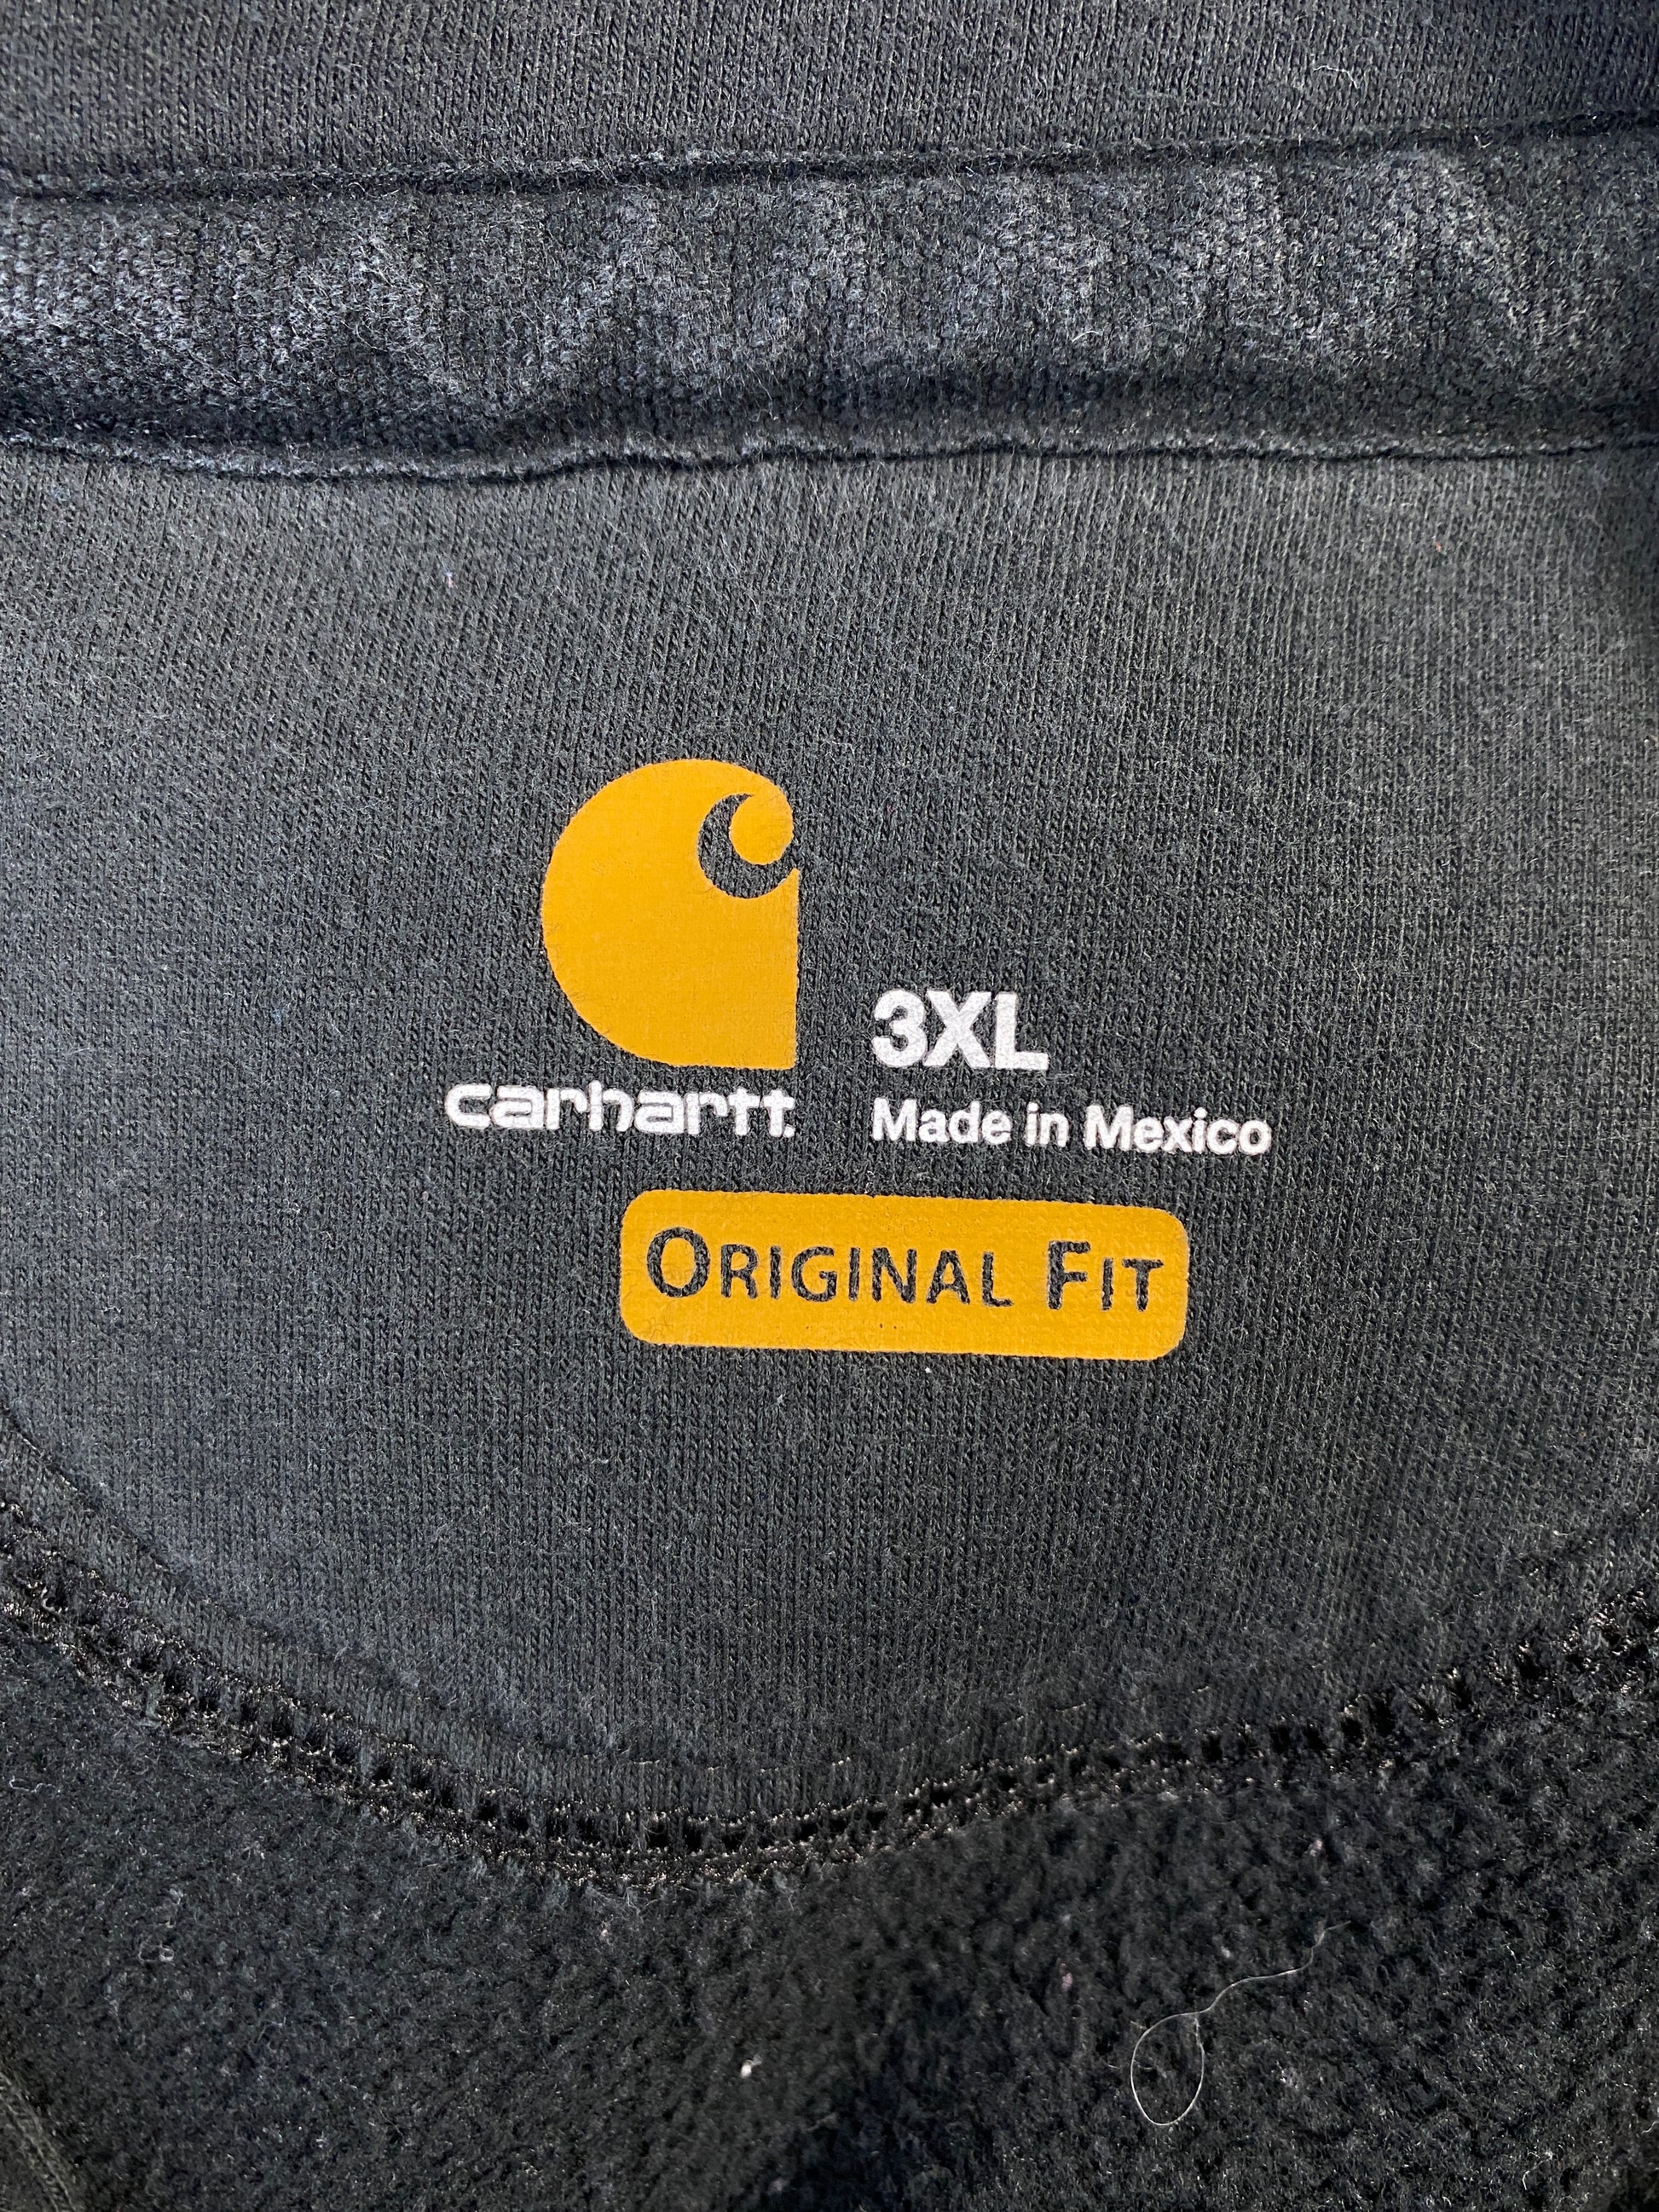 3XL
carhartt.
Made in Mexico
ORIGINAL FIT